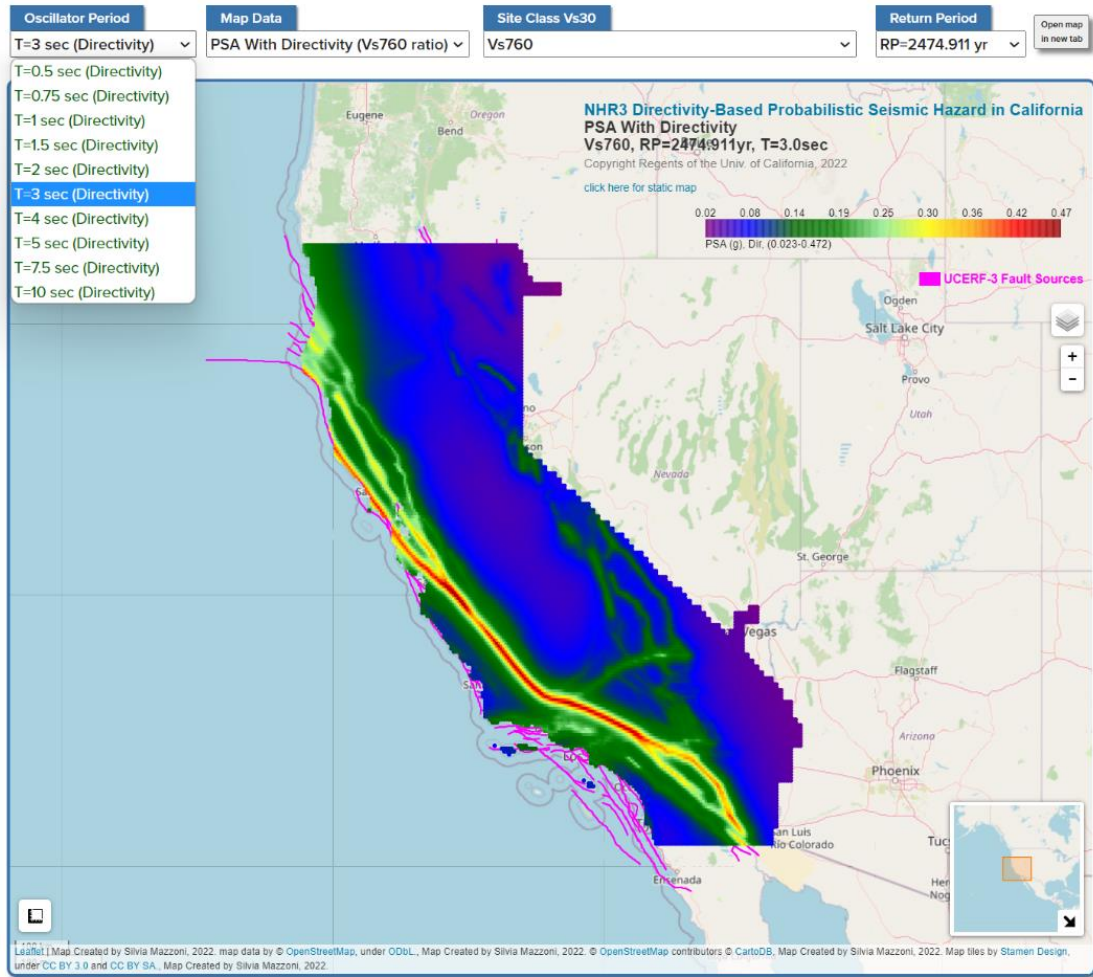 Oscillator Period
Map Data
Site Class Vs30
Return Period
T=3 sec (Directivity)
PSA With Directivity (Vs760 ratio)
Vs760
RP=2474.911 yr
Open map
in new tab
T=0.5 sec (Directivity)
T=0.75 sec (Directivity)
T=1 sec (Directivity)
T=1.5 sec (Directivity)
T=2 sec (Directivity)
T=3 sec (Directivity)
T=4 sec (Directivity)
T=5 sec (Directivity)
T=7.5 sec (Directivity)
T=10 sec (Directivity)
NHR3 Directivity-Based Probabilistic Seismic Hazard in California
PSA With Directivity
Vs760, RP=2474.911yr, T=3.0sec
Copyright Regents of the Univ. of California, 2022
click here for static map
0.02 0.08 0.14 0.19 0.25 0.30 0.36 0.42 0.47
PSA (g), Dir, (0.023-0.472)
UCERF-3 Fault Sources
Eugene
Oregon
Bend
Ogden
Salt Lake City
+
-
Provo
Utah
Nevada
St. George
Vegas
Flagstaff
Arizona
Phoenix
San Luis
Río Colorado
Ensenada
Leaflet | Map Created by Silvia Mazzoni, 2022. map data by © OpenStreetMap, under ODbL., Map Created by Silvia Mazzoni, 2022. © OpenStreetMap contributors © CartoDB, Map Created by Silvia Mazzoni, 2022. Map tiles by Stamen Design,
under CC BY 3.0 and CC BY SA., Map Created by Silvia Mazzoni, 2022.